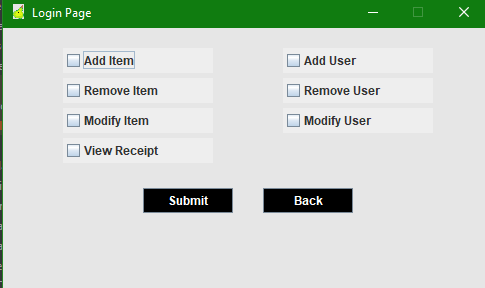 Login Page
Add Item
Add User
Remove Item
Remove User
Modify Item
Modify User
View Receipt
Submit
Back